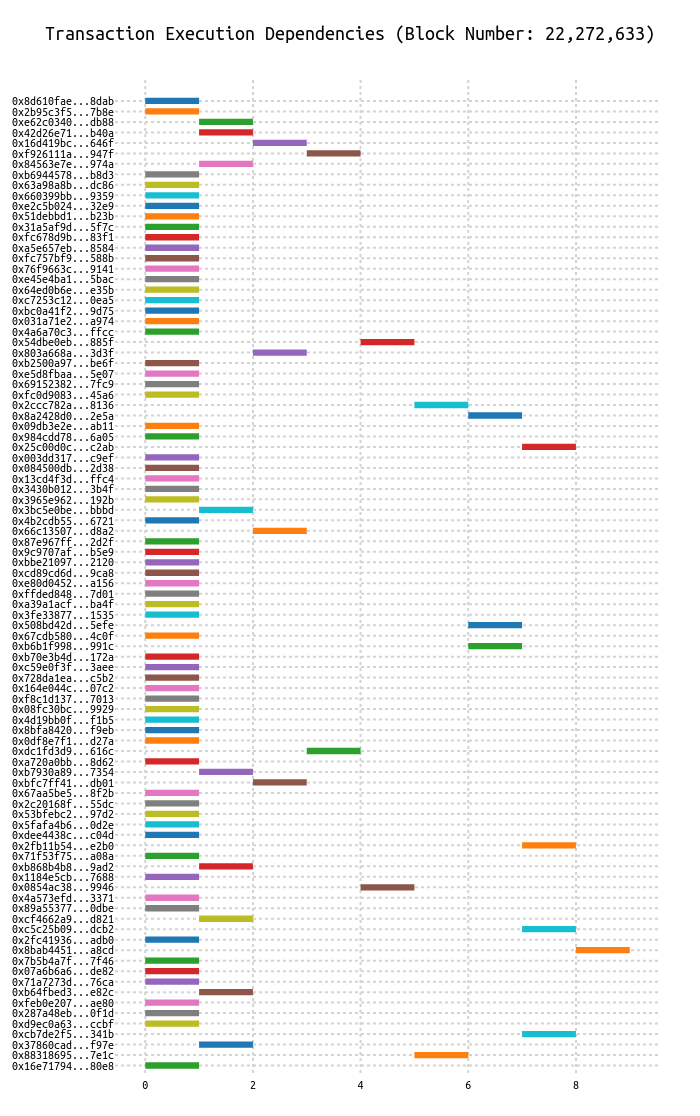 Transaction Execution Dependencies (Block Number: 22,272,633)
0x8d610fae...8dab
0x2b95c3f5...7b8e
0xe62c0340...db88
0x42d26e71...b40a
0x16d419bc...646f
0xf926111a...947f
0x84563e7e...974a
0xb6944578...b8d3
0x63a98a8b...dc86
0x660399bb...9359
0xe2c5b024...32e9
0x51debbd1...b23b
0x31a5af9d...5f7c
0xfc678d9b...83f1
0xa5e657eb...8584
0xfc757bf9...588b
0x76f9663c...9141
0xe45e4ba1...5bac
0x64ed0b6e...e35b
0xc7253c12...0ea5
0xbc0a41f2...9d75
0x031a71e2...a974
0x4a6a70c3...ffcc
0x54dbe0eb...885f
0x803a668a...3d3f
0xb2500a97...be6f
0xe5d8fbaa...5e07
0x69152382...7fc9
0xfc0d9083...45a6
0x2ccc782a...8136
0x8a2428d0...2e5a
0x09db3e2e...ab11
0x984cdd78...6a05
0x25c00d0c...c2ab
0x003dd317...c9ef
0x084500db...2d38
0x13cd4f3d...ffc4
0x3430b012...3b4f
0x3965e962...192b
0x3bc5e0be...bbbd
0x4b2cdb55...6721
0x66c13507...d8a2
0x87e967ff...2d2f
0x9c9707af...b5e9
0xbbe21097...2120
0xcd89cd6d...9ca8
0xe80d0452...a156
0xffded848...7d01
0xa39a1acf...ba4f
0x3fe33877...1535
0x508bd42d...5efe
0x67cdb580...4c0f
0xb6b1f998...991c
0xb70e3b4d...172a
0xc59e0f3f...3aee
0x728da1ea...c5b2
0x164e044c...07c2
0xf8c1d137...7013
0x08fc30bc...9929
0x4d19bb0f...f1b5
0x8bfa8420...f9eb
0x0df8e7f1...d27a
0xdc1fd3d9...616c
0xa720a0bb...8d62
0xb7930a89...7354
0xbfc7ff41...db01
0x67aa5be5...8f2b
0x2c20168f...55dc
0x53bfebc2...97d2
0x5fafa4b6...0d2e
0xdee4438c...c04d
0x2fb11b54...e2b0
0x71f53f75...a08a
0xb868b4b8...9ad2
0x1184e5cb...7688
0x0854ac38...9946
0x4a573efd...3371
0x89a55377...0dbe
0xcf4662a9...d821
0xc5c25b09...dcb2
0x2fc41936...adb0
0x8bab4451...a8cd
0x7b5b4a7f...7f46
0x07a6b6a6...de82
0x71a7273d...76ca
0xb64fbed3...e82c
0xfeb0e207...ae80
0x287a48eb...0f1d
0xd9ec0a63...ccbf
0xcb7de2f5...341b
0x37860cad...f97e
0x88318695...7e1c
0x16e71794...80e8
0 2 4 6 8